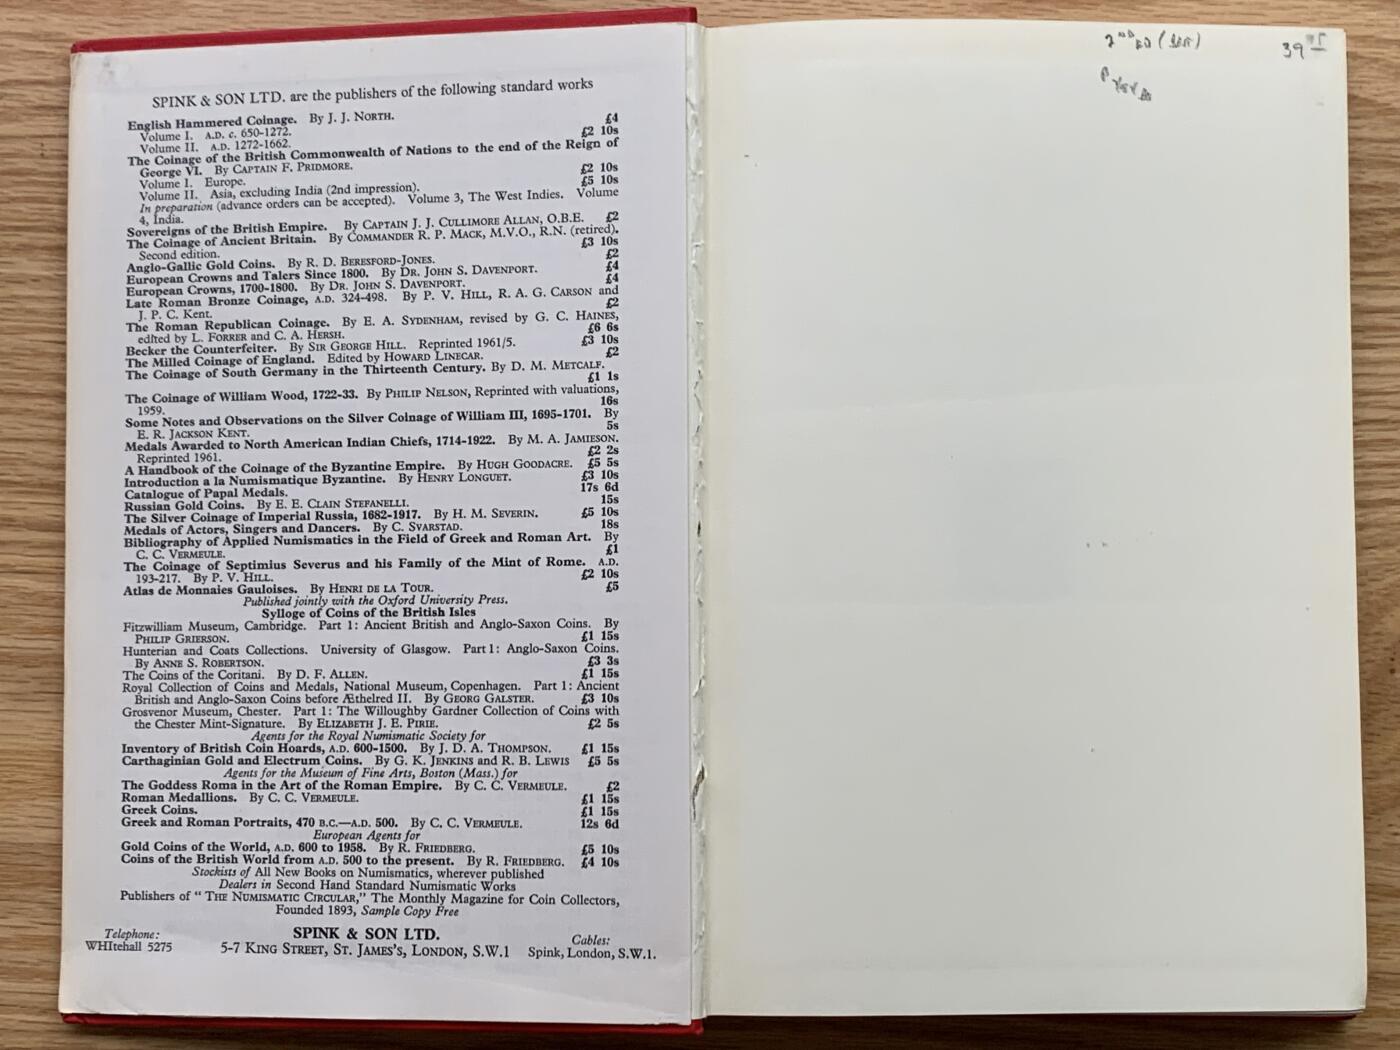 SPINK & SON LTD. are the publishers of the following standard works
English Hammered Coinage. By J. J. NORTH.
Volume I. A.D. c. 650-1272. £4
Volume II. A.D. 1272-1662. £2 10s
The Coinage of the British Commonwealth of Nations to the end of the Reign of
George VI. By CAPTAIN F. PRIDMORE.
Volume I. Europe. £2 10s
Volume II. Asia, excluding India (2nd impression). £5 10s
In preparation (advance orders can be accepted). Volume 3, The West Indies. Volume
4, India.
Sovereigns of the British Empire. By CAPTAIN J. J. CULLIMORE ALLAN, O.B.E. £2
The Coinage of Ancient Britain. By COMMANDER R. P. MACK, M.V.O., R.N. (retired).
Second edition. £3 10s
Anglo-Gallic Gold Coins. By R. D. BERESFORD-JONES. £2
European Crowns and Talers Since 1800. By DR. JOHN S. DAVENPORT. £4
European Crowns, 1700-1800. By DR. JOHN S. DAVENPORT. £4
Late Roman Bronze Coinage, A.D. 324-498. By P. V. HILL, R. A. G. CARSON and
J. P. C. Kent. £2
The Roman Republican Coinage. By E. A. SYDENHAM, revised by G. C. HAINES,
edited by L. FORRER and C. A. HERSH. £6 6s
Becker the Counterfeiter. By SIR GEORGE HILL. Reprinted 1961/5. £3 10s
The Milled Coinage of England. Edited by HOWARD LINECAR. £2
The Coinage of South Germany in the Thirteenth Century. By D. M. METCALF.
£1 1s
The Coinage of William Wood, 1722-33. By PHILIP NELSON, Reprinted with valuations,
1959. 16s
Some Notes and Observations on the Silver Coinage of William III, 1695-1701. By
E. R. JACKSON KENT. 5s
Medals Awarded to North American Indian Chiefs, 1714-1922. By M. A. JAMIESON.
Reprinted 1961. £2 2s
A Handbook of the Coinage of the Byzantine Empire. By HUGH GOODACRE. £5 5s
Introduction a la Numismatique Byzantine. By HENRY LONGUET. £3 10s
Catalogue of Papal Medals. 17s 6d
Russian Gold Coins. By E. E. CLAIN STEFANELLI. 15s
The Silver Coinage of Imperial Russia, 1682-1917. By H. M. SEVERIN. £5 10s
Medals of Actors, Singers and Dancers. By C. SVARSTAD. 18s
Bibliography of Applied Numismatics in the Field of Greek and Roman Art. By
C. C. VERMEULE. £1
The Coinage of Septimius Severus and his Family of the Mint of Rome. A.D.
193-217. By P. V. HILL. £2 10s
Atlas de Monnaies Gauloises. By HENRI DE LA TOUR. £5
Published jointly with the Oxford University Press.
Sylloge of Coins of the British Isles
Fitzwilliam Museum, Cambridge. Part 1: Ancient British and Anglo-Saxon Coins. By
PHILIP GRIERSON. £1 15s
Hunterian and Coats Collections. University of Glasgow. Part 1: Anglo-Saxon Coins.
By ANNE S. ROBERTSON. £3 3s
The Coins of the Coritani. By D. F. ALLEN. £1 15s
Royal Collection of Coins and Medals, National Museum, Copenhagen. Part 1: Ancient
British and Anglo-Saxon Coins before Æthelred II. By GEORG GALSTER. £3 10s
Grosvenor Museum, Chester. Part 1: The Willoughby Gardner Collection of Coins with
the Chester Mint-Signature. By ELIZABETH J. E. PIRIE. £2 5s
Agents for the Royal Numismatic Society for
Inventory of British Coin Hoards, A.D. 600-1500. By J. D. A. THOMPSON. £1 15s
Carthaginian Gold and Electrum Coins. By G. K. JENKINS and R. B. LEWIS £5 5s
Agents for the Museum of Fine Arts, Boston (Mass.) for
The Goddess Roma in the Art of the Roman Empire. By C. C. VERMEULE. £2
Roman Medallions. By C. C. VERMEULE. £1 15s
Greek Coins. £1 15s
Greek and Roman Portraits, 470 B.C.—A.D. 500. By C. C. VERMEULE. 12s 6d
European Agents for
Gold Coins of the World, A.D. 600 to 1958. By R. FRIEDBERG. £5 10s
Coins of the British World from A.D. 500 to the present. By R. FRIEDBERG. £4 10s
Stockists of All New Books on Numismatics, wherever published
Dealers in Second Hand Standard Numismatic Works
Publishers of "THE NUMISMATIC CIRCULAR," The Monthly Magazine for Coin Collectors,
Founded 1893, Sample Copy Free
SPINK & SON LTD.
Telephone: WHItehall 5275
5-7 KING STREET, ST. JAMES'S, LONDON, S.W.1
Cables: Spink, London, S.W.1.
2ND ED
39